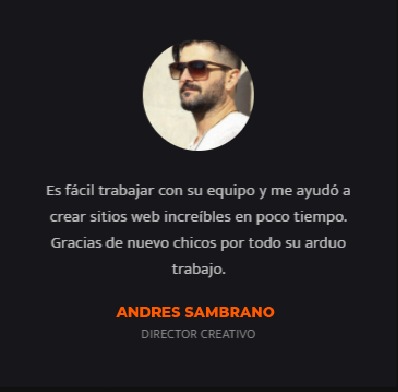 Es fácil trabajar con su equipo y me ayudó a
crear sitios web increíbles en poco tiempo.
Gracias de nuevo chicos por todo su arduo
trabajo.
ANDRES SAMBRANO
DIRECTOR CREATIVO